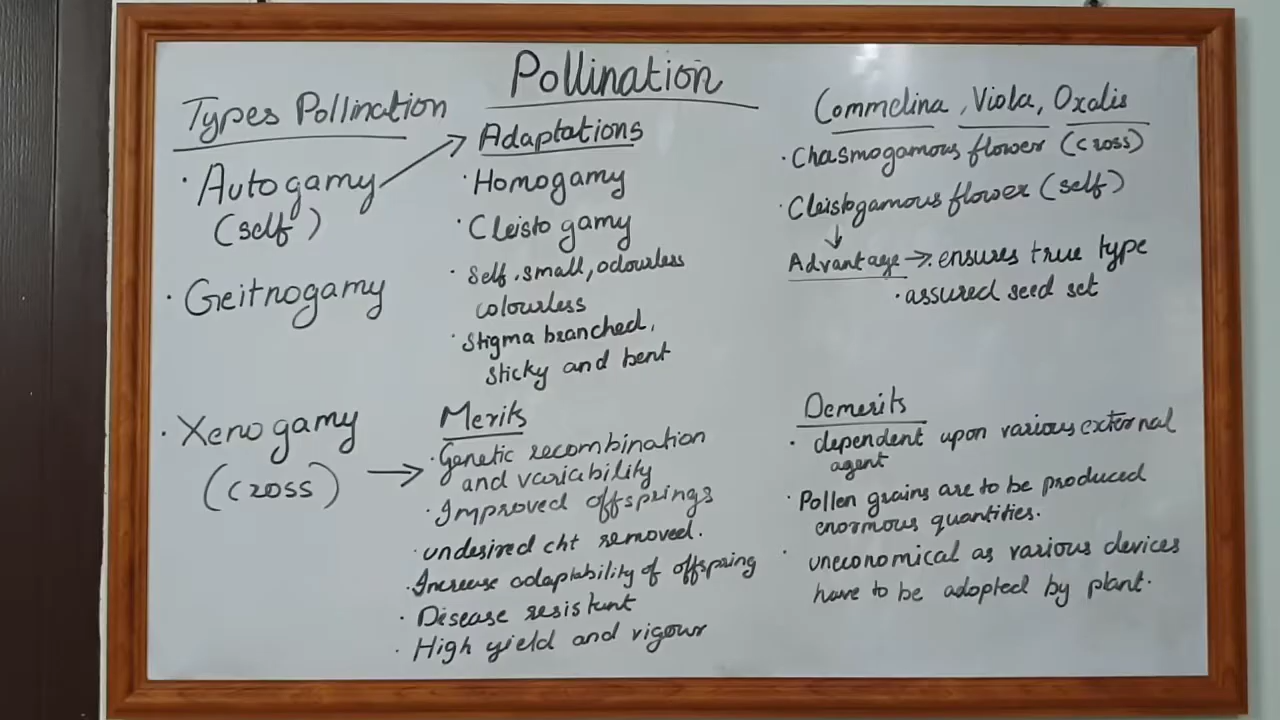 Pollination
Types Pollination
· Autogamy
(self)
· Geitnogamy
· Xenogamy
(cross)
Adaptations
· Homogamy
· Cleisto gamy
· Self. small, odourless
colourless
· Stigma branched,
sticky and bent
Merits
· Genetic recombination
and variability
· Improved offsprings
· undesired cht removed.
· Increase adaptability of offspring
· Disease resistant
· High yield and vigour
Commelina, Viola, Oxalis
· Chasmogamous flower (cross)
· Cleistogamous flower (self)
↓
Advantage → · ensures true type
· assured seed set
Demerits
· dependent upon various external
agent
· Pollen grains are to be produced
enormous quantities.
· uneconomical as various devices
have to be adopted by plant.